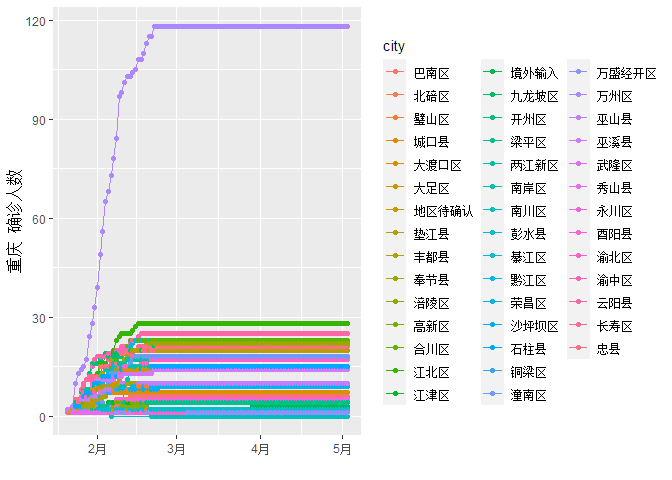 120
90
60
30
0
重庆 确诊人数
2月
3月
4月
5月
city
巴南区
北碚区
璧山区
城口县
大渡口区
大足区
地区待确认
垫江县
丰都县
奉节县
涪陵区
高新区
合川区
江北区
江津区
境外输入
九龙坡区
开州区
梁平区
两江新区
南岸区
南川区
彭水县
綦江区
黔江区
荣昌区
沙坪坝区
石柱县
铜梁区
潼南区
万盛经开区
万州区
巫山县
巫溪县
武隆区
秀山县
永川区
酉阳县
渝北区
渝中区
云阳县
长寿区
忠县